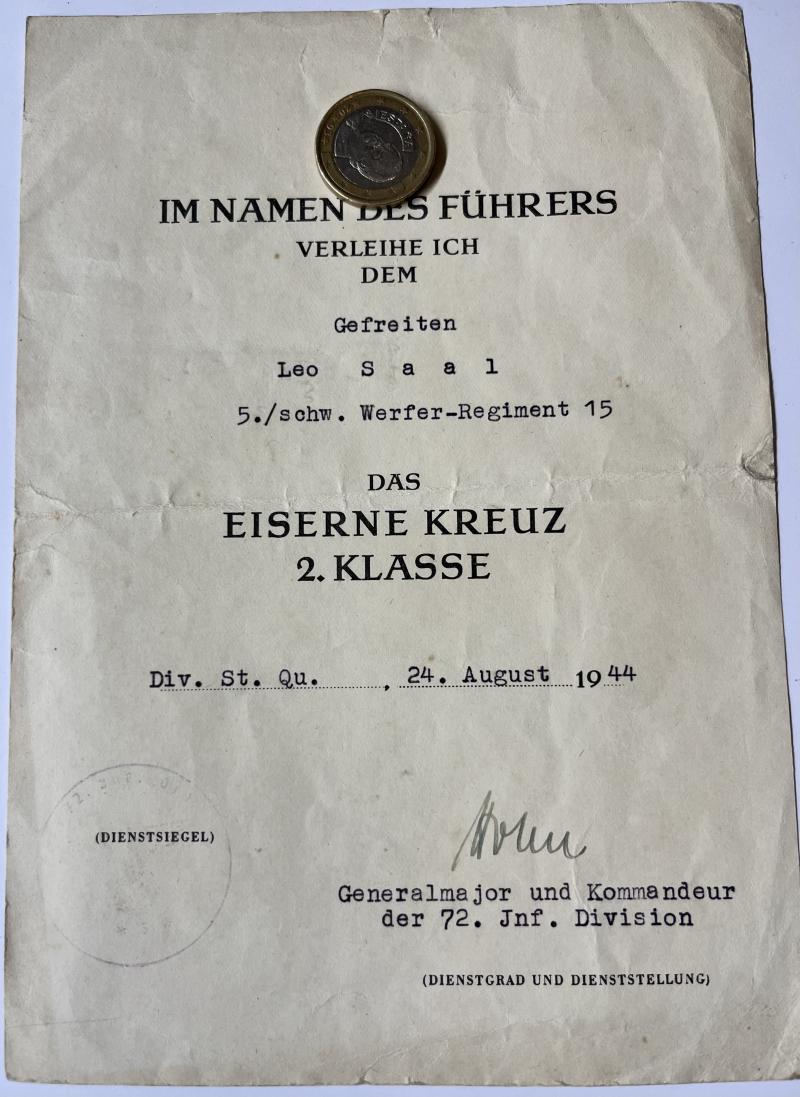 IM NAMEN DES FÜHRERS
VERLEIHE ICH
DEM
Gefreiten
Leo S a a l
5./schw. Werfer-Regiment 15
DAS
EISERNE KREUZ
2. KLASSE
Div. St. Qu. , 24. August 1944
(DIENSTSIEGEL)
Generalmajor und Kommandeur
der 72. Jnf. Division
(DIENSTGRAD UND DIENSTSTELLUNG)